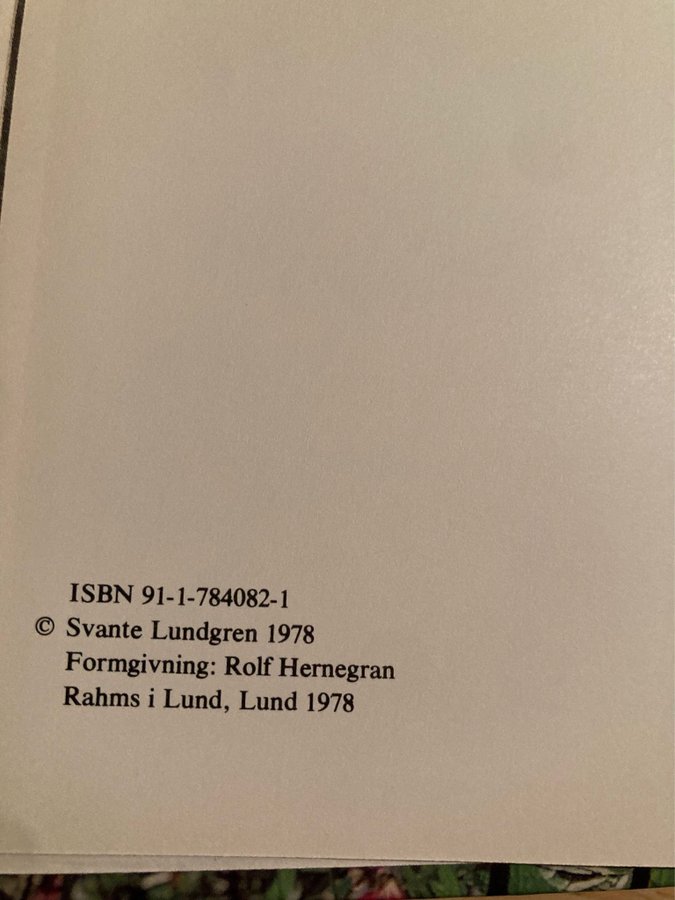 ISBN 91-1-784082-1
© Svante Lundgren 1978
Formgivning: Rolf Hernegran
Rahms i Lund, Lund 1978